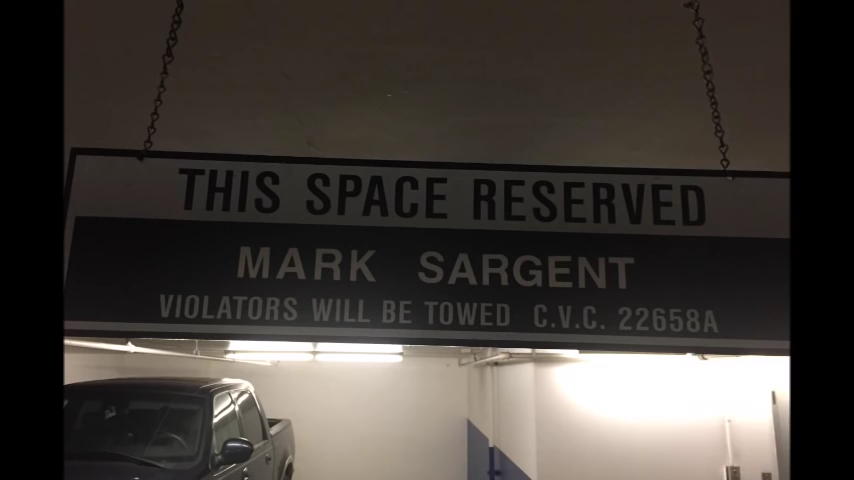 THIS SPACE RESERVED
MARK SARGENT
VIOLATORS WILL BE TOWED C.V.C. 22658A